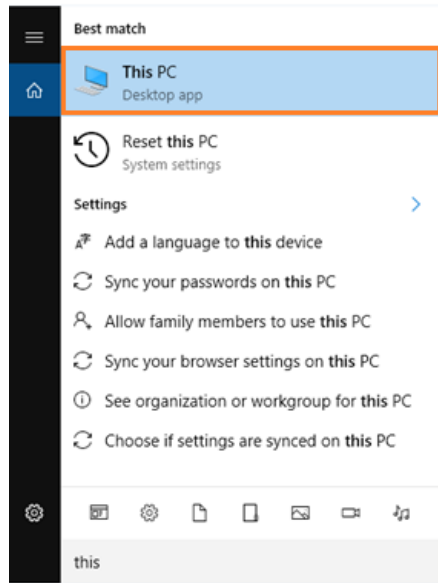 Best match
This PC
Desktop app
Reset this PC
System settings
Settings
Add a language to this device
Sync your passwords on this PC
Allow family members to use this PC
Sync your browser settings on this PC
See organization or workgroup for this PC
Choose if settings are synced on this PC
this